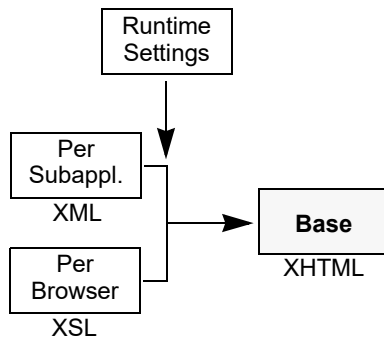 Runtime
Settings
Per
Subappl.
XML
Base
XHTML
Per
Browser
XSL